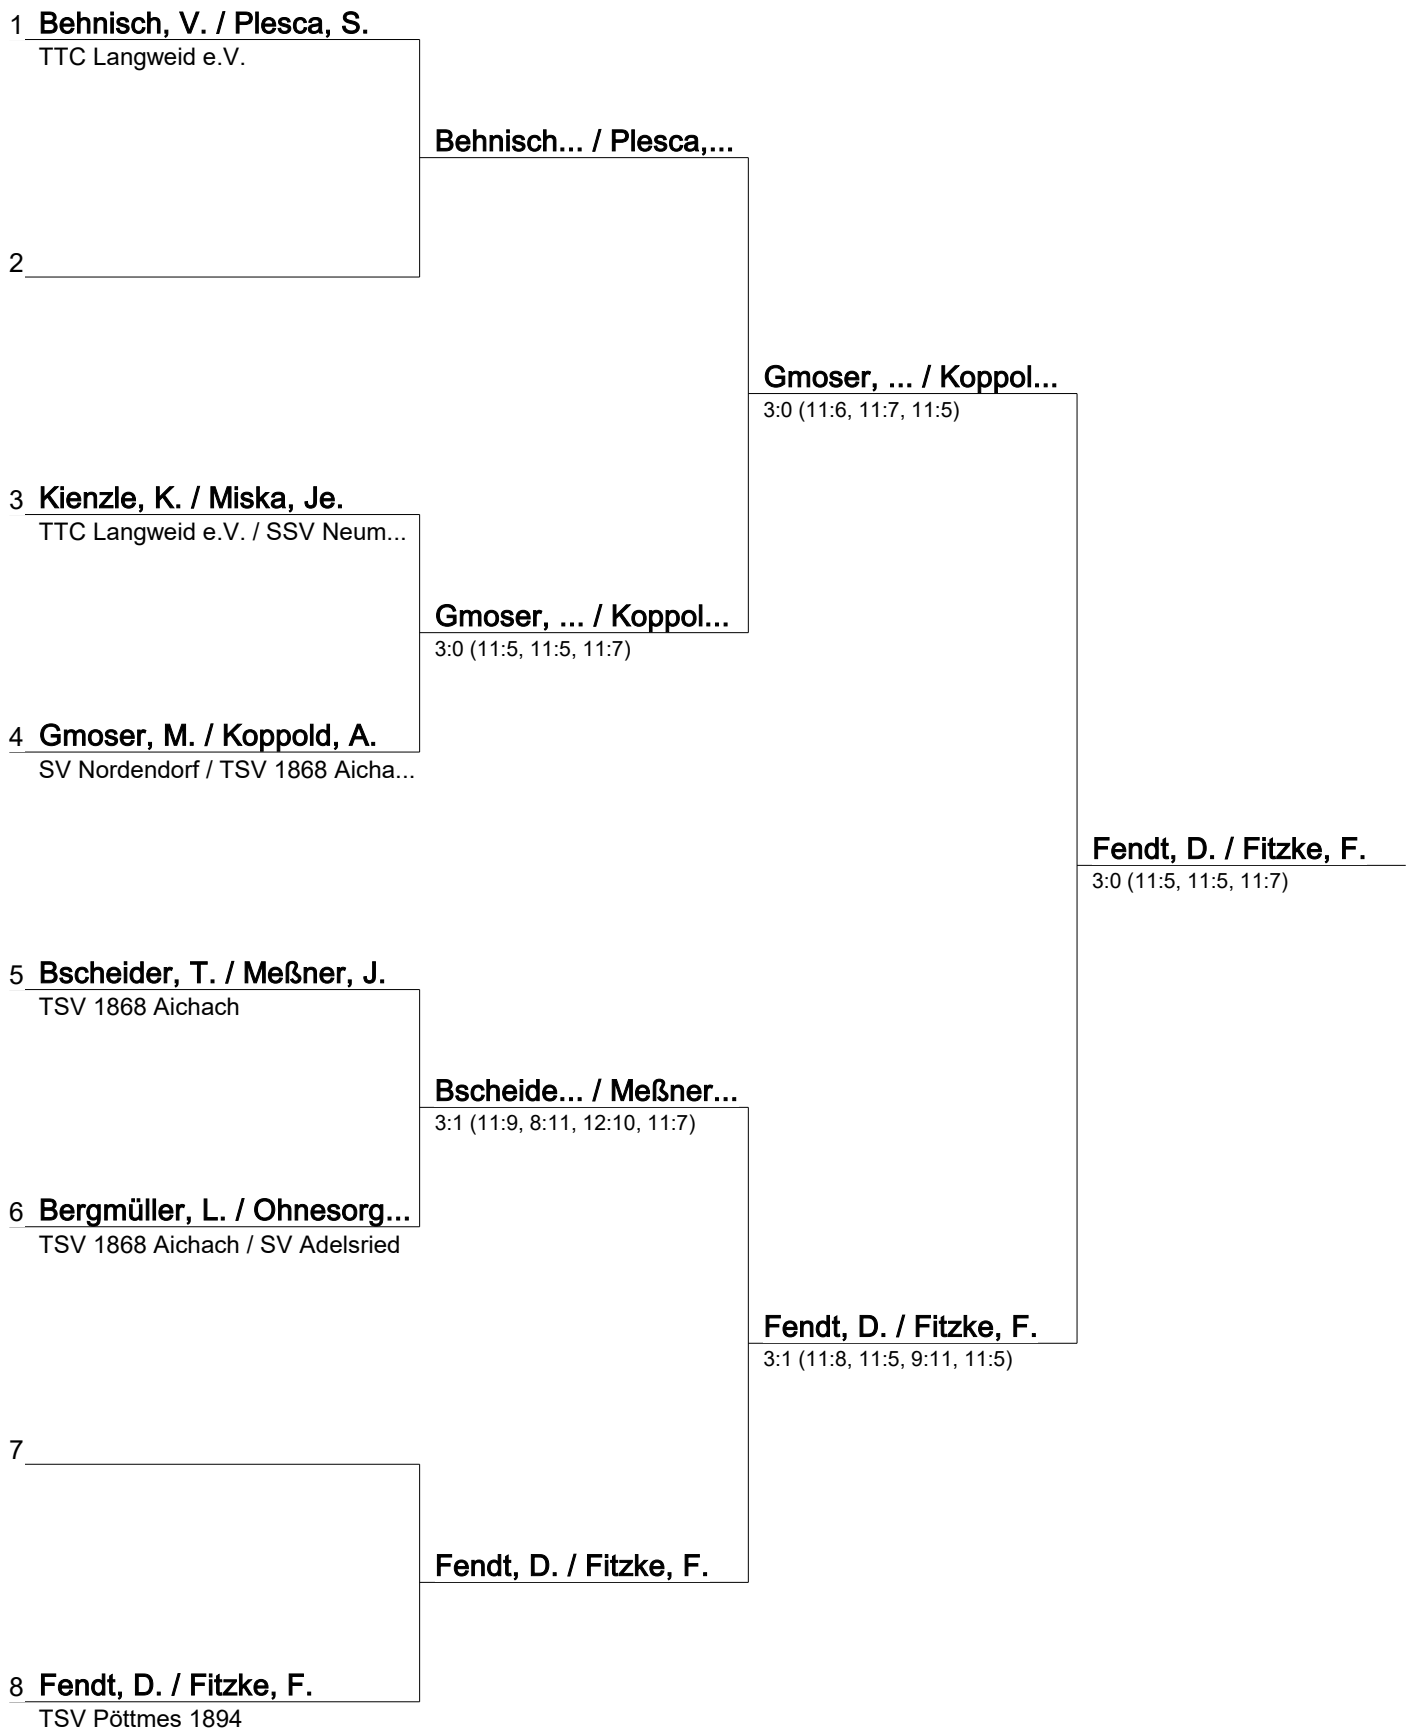 1 Behnisch, V. / Plesca, S.
TTC Langweid e.V.
Behnisch... / Plesca,...
2
Gmoser, ... / Koppol...
3:0 (11:6, 11:7, 11:5)
3 Kienzle, K. / Miska, Je.
TTC Langweid e.V. / SSV Neum...
Gmoser, ... / Koppol...
3:0 (11:5, 11:5, 11:7)
4 Gmoser, M. / Koppold, A.
SV Nordendorf / TSV 1868 Aicha...
Fendt, D. / Fitzke, F.
3:0 (11:5, 11:5, 11:7)
5 Bscheider, T. / Meßner, J.
TSV 1868 Aichach
Bscheide... / Meßner...
3:1 (11:9, 8:11, 12:10, 11:7)
6 Bergmüller, L. / Ohnesorg...
TSV 1868 Aichach / SV Adelsried
Fendt, D. / Fitzke, F.
3:1 (11:8, 11:5, 9:11, 11:5)
7
Fendt, D. / Fitzke, F.
8 Fendt, D. / Fitzke, F.
TSV Pöttmes 1894